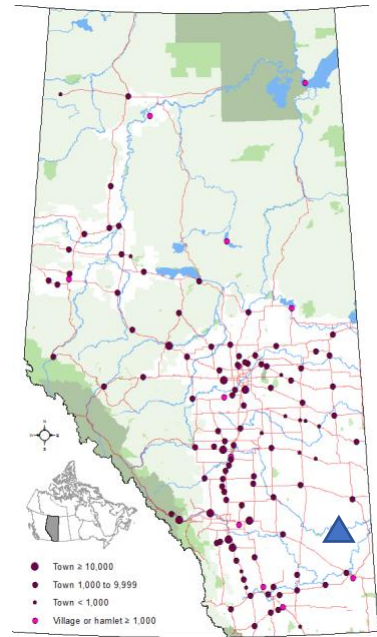 N
W E
S
Town ≥ 10,000
Town 1,000 to 9,999
Town < 1,000
Village or hamlet ≥ 1,000